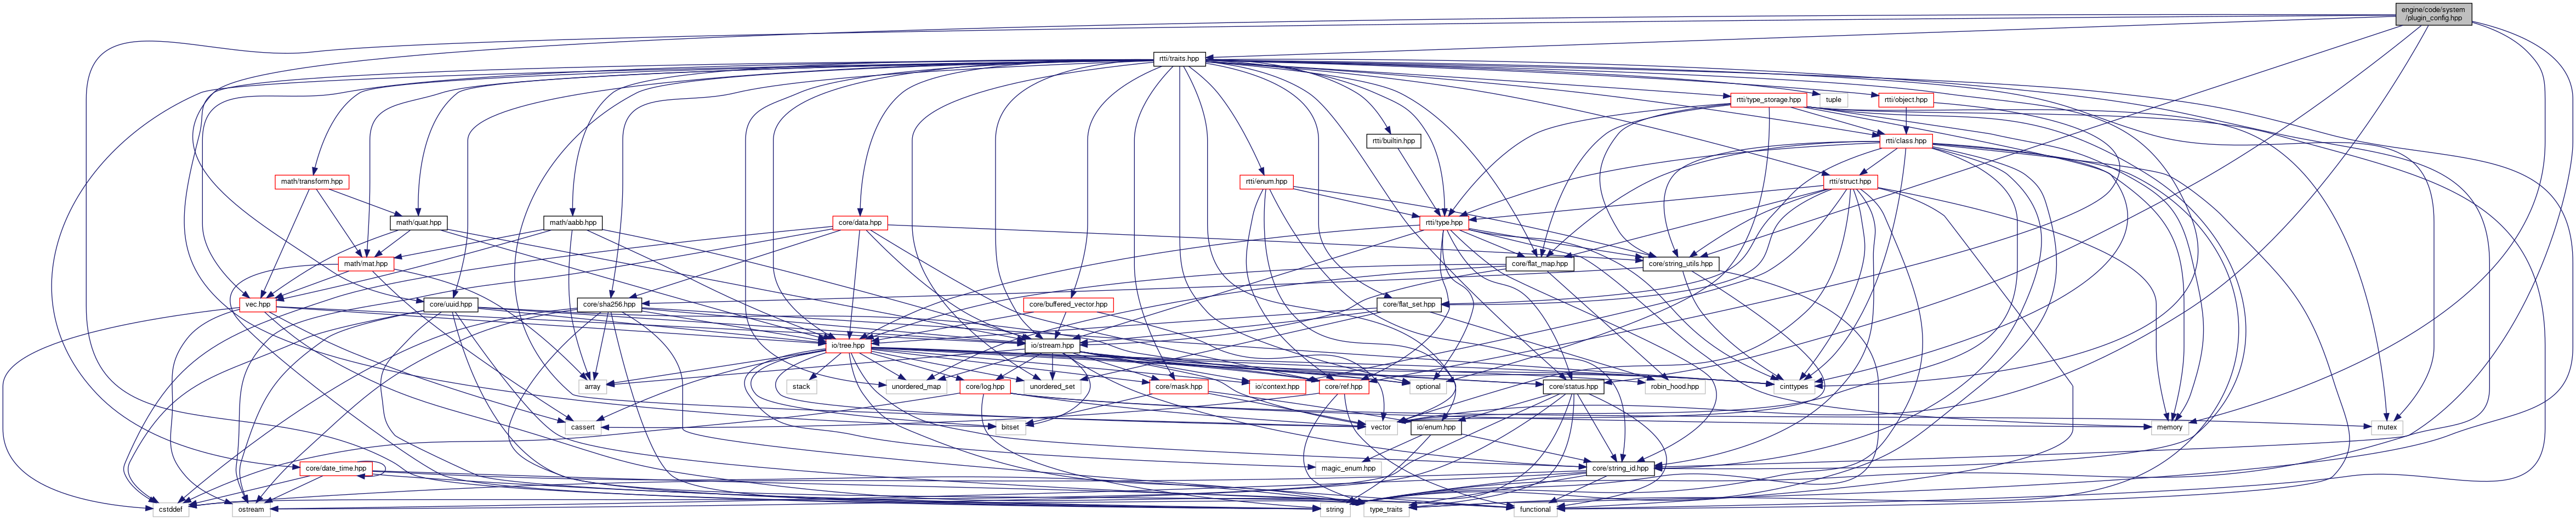 engine/code/system
/plugin_config.hpp
rtti/traits.hpp
rtti/type_storage.hpp
tuple
rtti/object.hpp
rtti/builtin.hpp
rtti/class.hpp
math/transform.hpp
rtti/enum.hpp
rtti/struct.hpp
math/quat.hpp
math/aabb.hpp
core/data.hpp
rtti/type.hpp
math/mat.hpp
core/flat_map.hpp
core/string_utils.hpp
vec.hpp
core/uuid.hpp
core/sha256.hpp
core/buffered_vector.hpp
core/flat_set.hpp
io/tree.hpp
io/stream.hpp
array
stack
unordered_map
core/log.hpp
unordered_set
core/mask.hpp
io/context.hpp
core/ref.hpp
optional
core/status.hpp
robin_hood.hpp
cinttypes
cassert
bitset
vector
io/enum.hpp
memory
mutex
core/date_time.hpp
magic_enum.hpp
core/string_id.hpp
cstddef
ostream
string
type_traits
functional